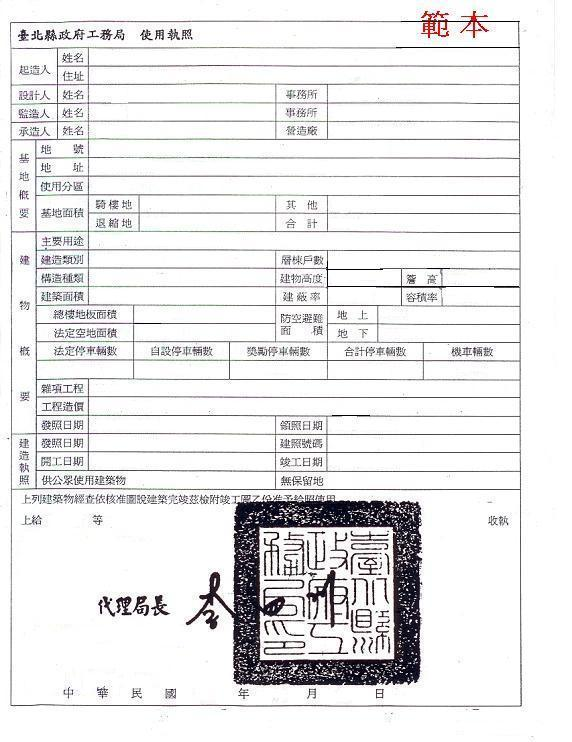 範本
臺北縣政府工務局 使用執照
起造人 姓名
住址
設計人 姓名 事務所
監造人 姓名 事務所
承造人 姓名 營造廠
基地概要 地 號
地 址
使用分區
基地面積 騎樓地 其 他
退縮地 合 計
建物概要 主要用途
建造類別 層棟戶數
構造種類 建物高度 簷 高
建築面積 建蔽率 容積率
總樓地板面積 防空避難面積 地 上
法定空地面積 地 下
法定停車輛數 自設停車輛數 獎勵停車輛數 合計停車輛數 機車輛數
雜項工程
工程造價
發照日期 領照日期
建造執照 發照日期 建照號碼
開工日期 竣工日期
供公眾使用建築物 無保留地
上列建築物經查依核准圖說建築完竣茲檢附竣工圖乙份准予給照使用
上給 等 收執
代理局長
中 華 民 國 年 月 日